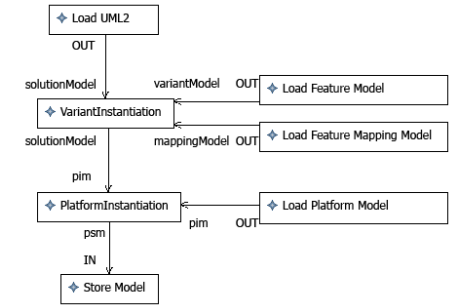 Load UML2
OUT
solutionModel
variantModel OUT
Load Feature Model
VariantInstantiation
solutionModel
mappingModel OUT
Load Feature Mapping Model
pim
PlatformInstantiation
Load Platform Model
psm
pim OUT
IN
Store Model